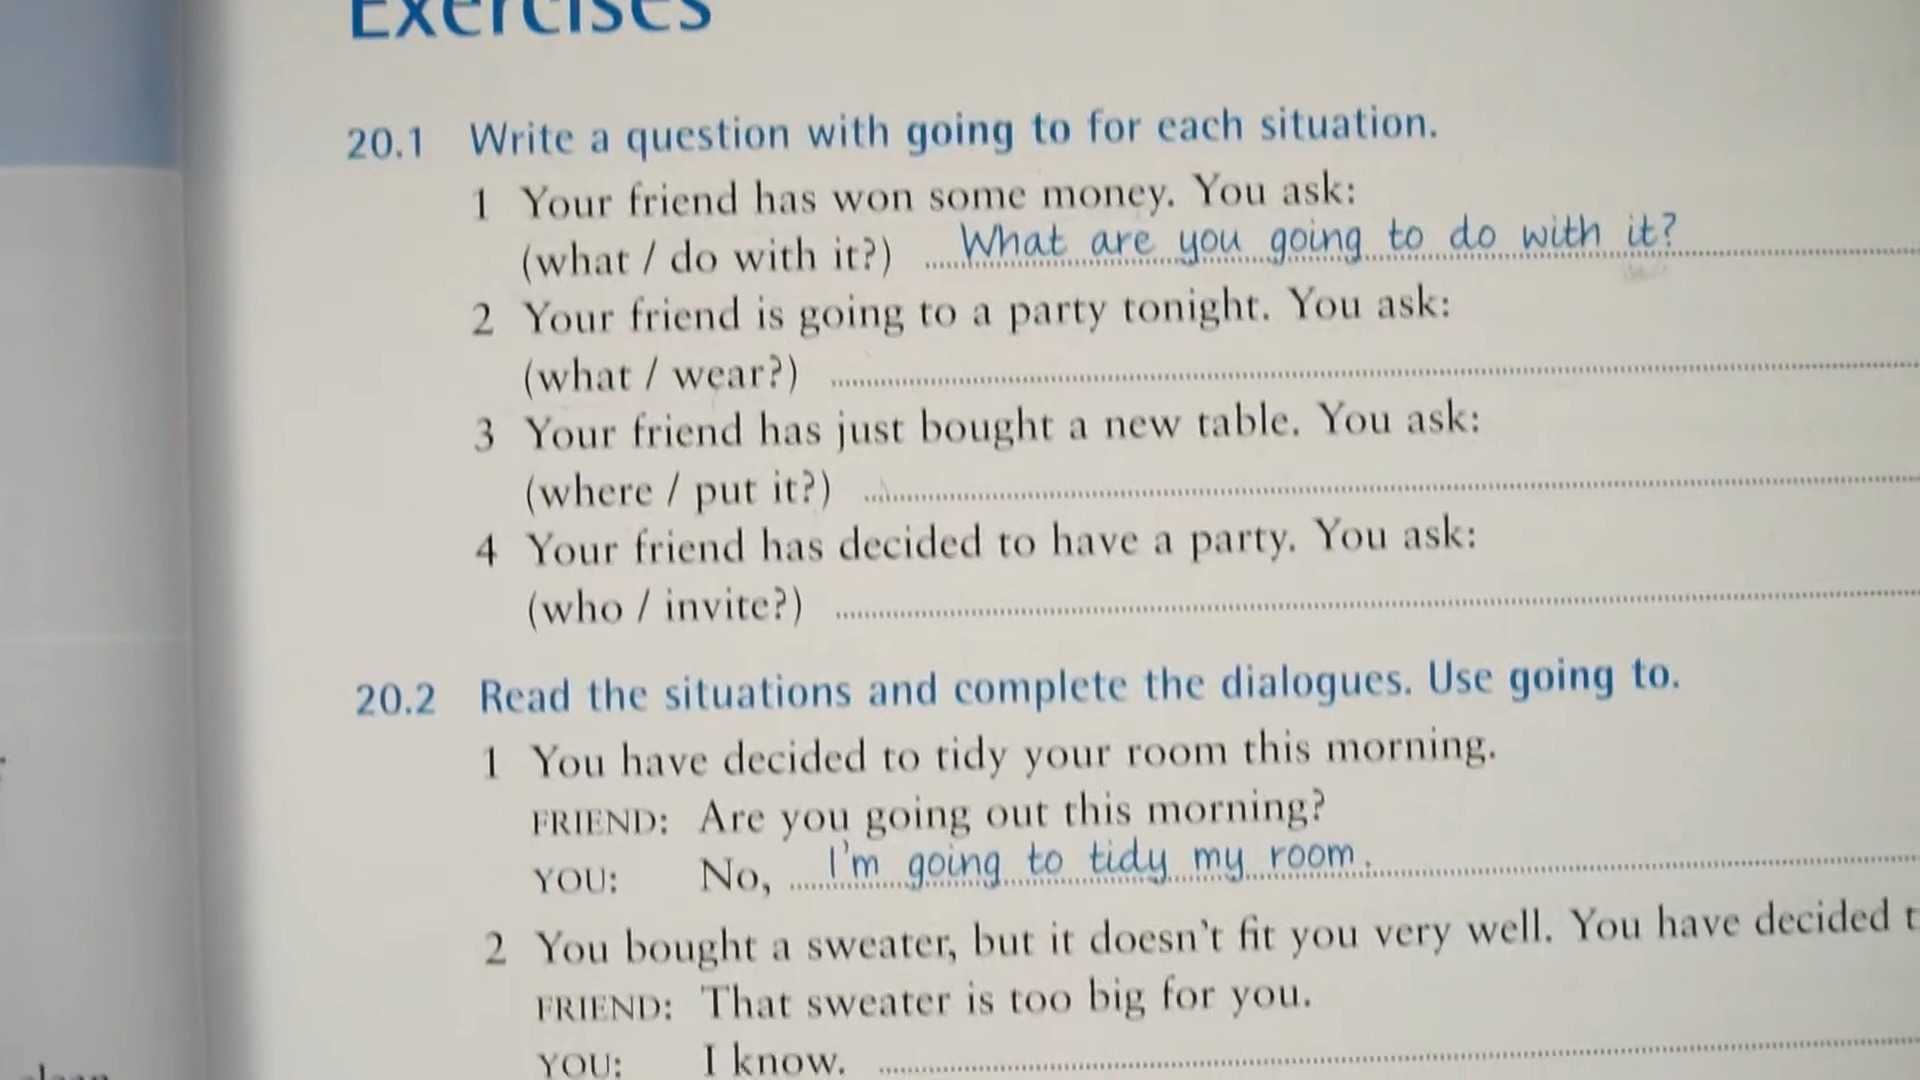 Exercises
20.1 Write a question with going to for each situation.
1 Your friend has won some money. You ask:
(what / do with it?) What are you going to do with it?
2 Your friend is going to a party tonight. You ask:
(what / wear?)
3 Your friend has just bought a new table. You ask:
(where / put it?)
4 Your friend has decided to have a party. You ask:
(who / invite?)
20.2 Read the situations and complete the dialogues. Use going to.
1 You have decided to tidy your room this morning.
FRIEND: Are you going out this morning?
YOU: No, I'm going to tidy my room.
2 You bought a sweater, but it doesn't fit you very well. You have decided
FRIEND: That sweater is too big for you.
YOU: I know.